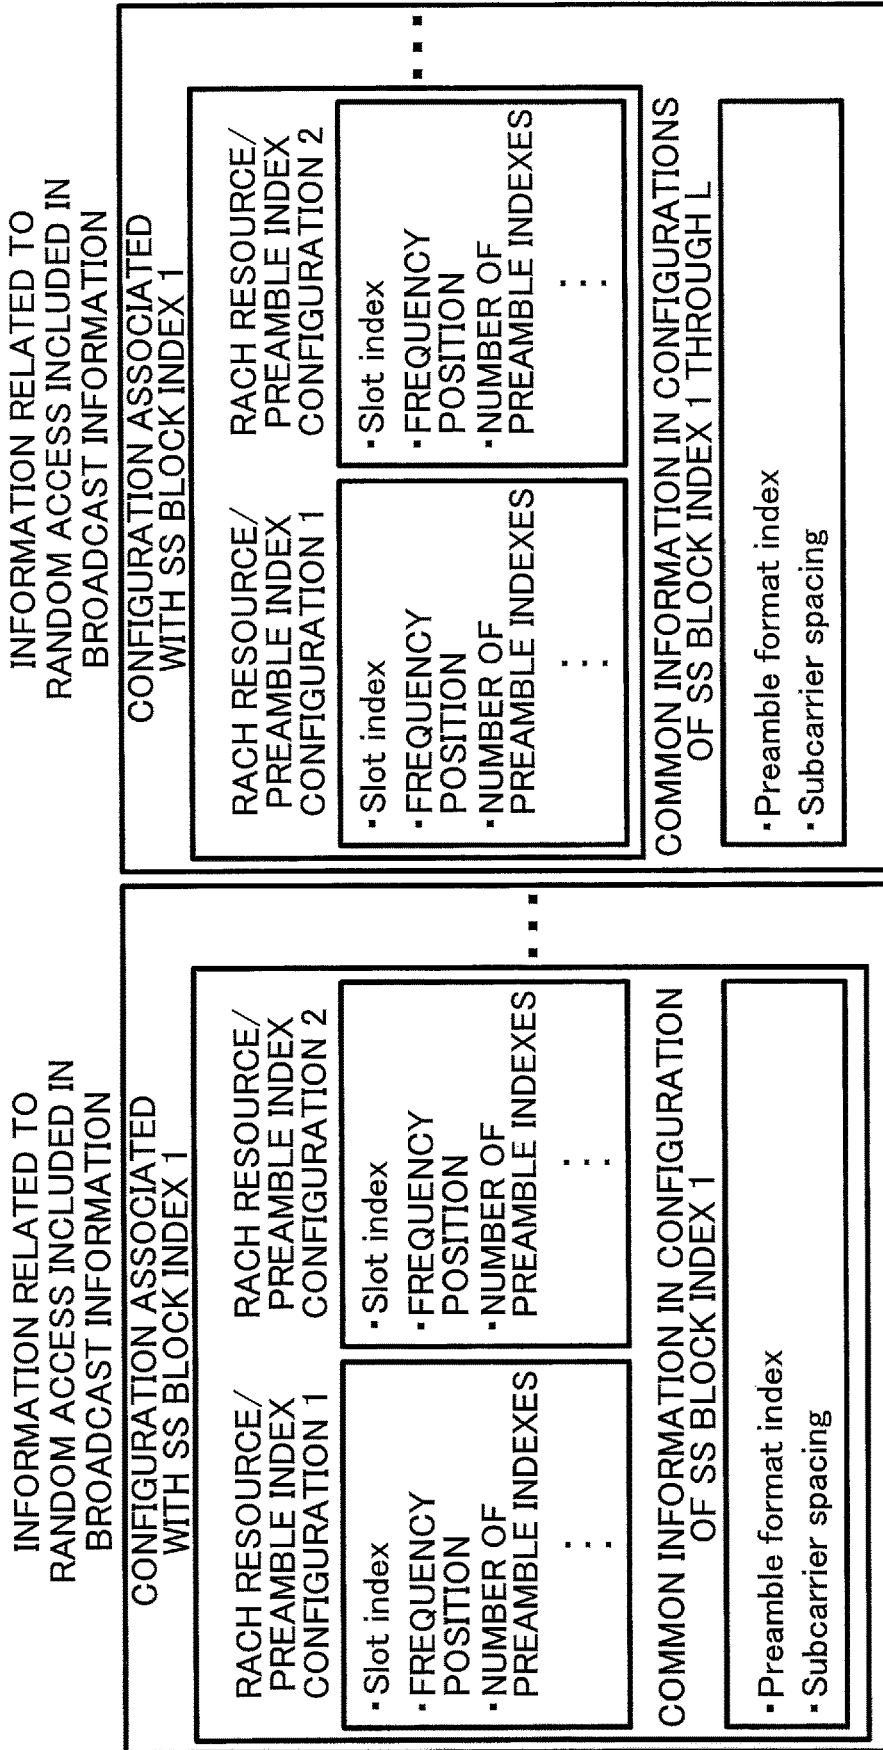 INFORMATION RELATED TO
RANDOM ACCESS INCLUDED IN
BROADCAST INFORMATION
CONFIGURATION ASSOCIATED
WITH SS BLOCK INDEX 1
RACH RESOURCE/
PREAMBLE INDEX
CONFIGURATION 1
▪Slot index
▪FREQUENCY
POSITION
▪NUMBER OF
PREAMBLE INDEXES
...
RACH RESOURCE/
PREAMBLE INDEX
CONFIGURATION 2
▪Slot index
▪FREQUENCY
POSITION
▪NUMBER OF
PREAMBLE INDEXES
...
...
COMMON INFORMATION IN CONFIGURATION
OF SS BLOCK INDEX 1
▪Preamble format index
▪Subcarrier spacing
INFORMATION RELATED TO
RANDOM ACCESS INCLUDED IN
BROADCAST INFORMATION
CONFIGURATION ASSOCIATED
WITH SS BLOCK INDEX 1
RACH RESOURCE/
PREAMBLE INDEX
CONFIGURATION 1
▪Slot index
▪FREQUENCY
POSITION
▪NUMBER OF
PREAMBLE INDEXES
...
RACH RESOURCE/
PREAMBLE INDEX
CONFIGURATION 2
▪Slot index
▪FREQUENCY
POSITION
▪NUMBER OF
PREAMBLE INDEXES
...
...
COMMON INFORMATION IN CONFIGURATIONS
OF SS BLOCK INDEX 1 THROUGH L
▪Preamble format index
▪Subcarrier spacing